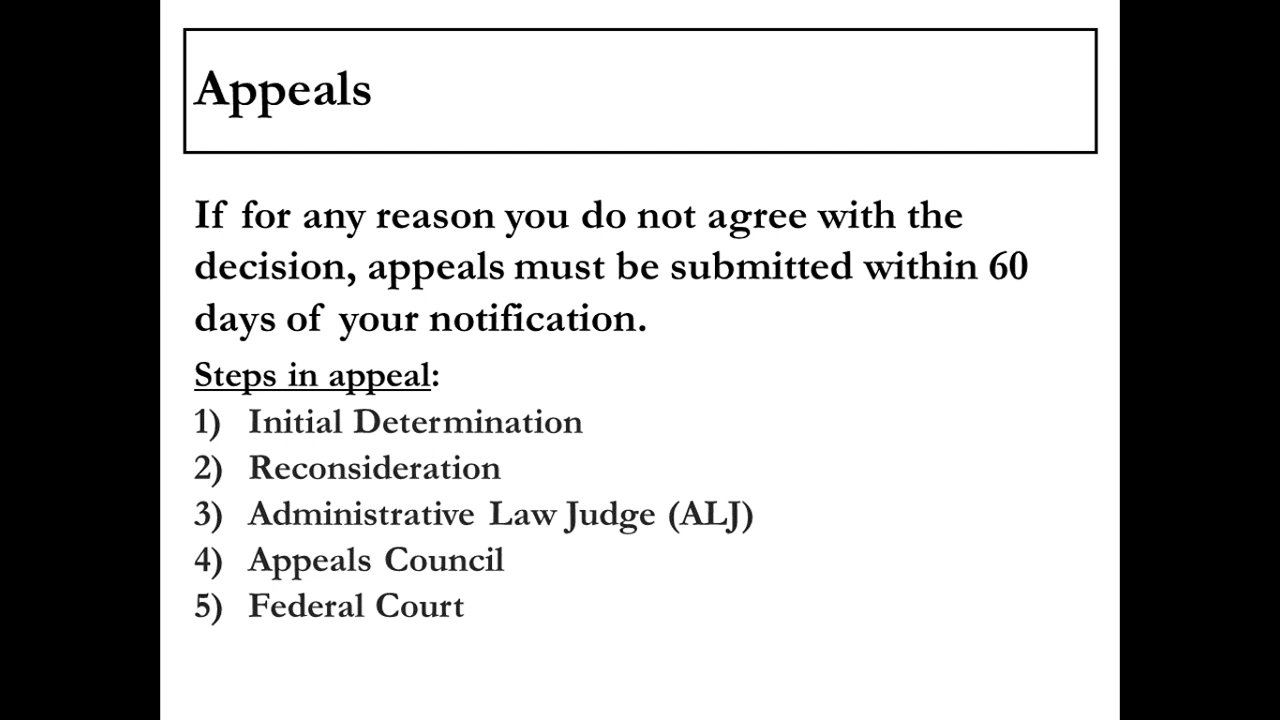 Appeals
If for any reason you do not agree with the
decision, appeals must be submitted within 60
days of your notification.
Steps in appeal:
1) Initial Determination
2) Reconsideration
3) Administrative Law Judge (ALJ)
4) Appeals Council
5) Federal Court